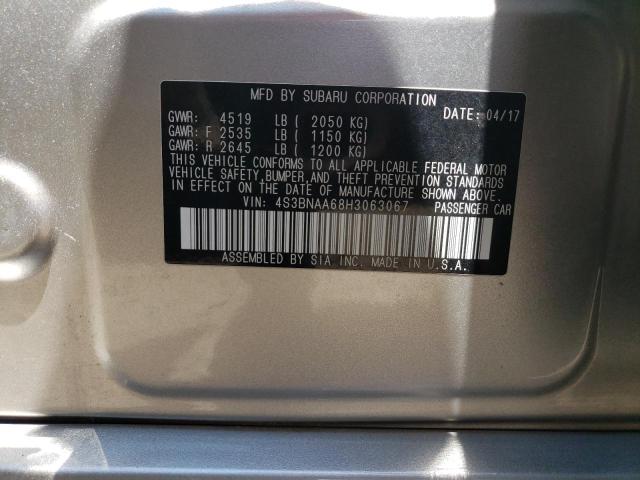 MFD BY SUBARU CORPORATION DATE: 04/17
GVWR: 4519 LB ( 2050 KG)
GAWR: F 2535 LB ( 1150 KG)
GAWR: R 2645 LB ( 1200 KG)
THIS VEHICLE CONFORMS TO ALL APPLICABLE FEDERAL MOTOR
VEHICLE SAFETY, BUMPER, AND THEFT PREVENTION STANDARDS
IN EFFECT ON THE DATE OF MANUFACTURE SHOWN ABOVE.
VIN: 4S3BNAA68H3063067 PASSENGER CAR
ASSEMBLED BY SIA, INC. MADE IN U.S.A.